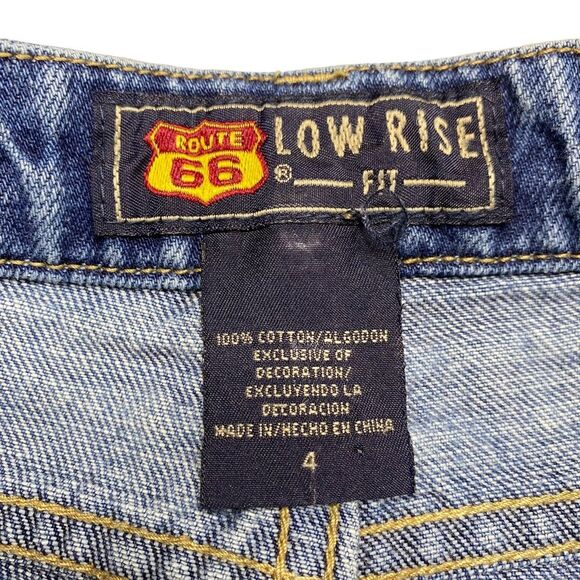 ROUTE
66
® LOW RISE
FIT
100% COTTON/ALGODON
EXCLUSIVE OF
DECORATION/
EXCLUYENDO LA
DECORACION
MADE IN/HECHO EN CHINA
4